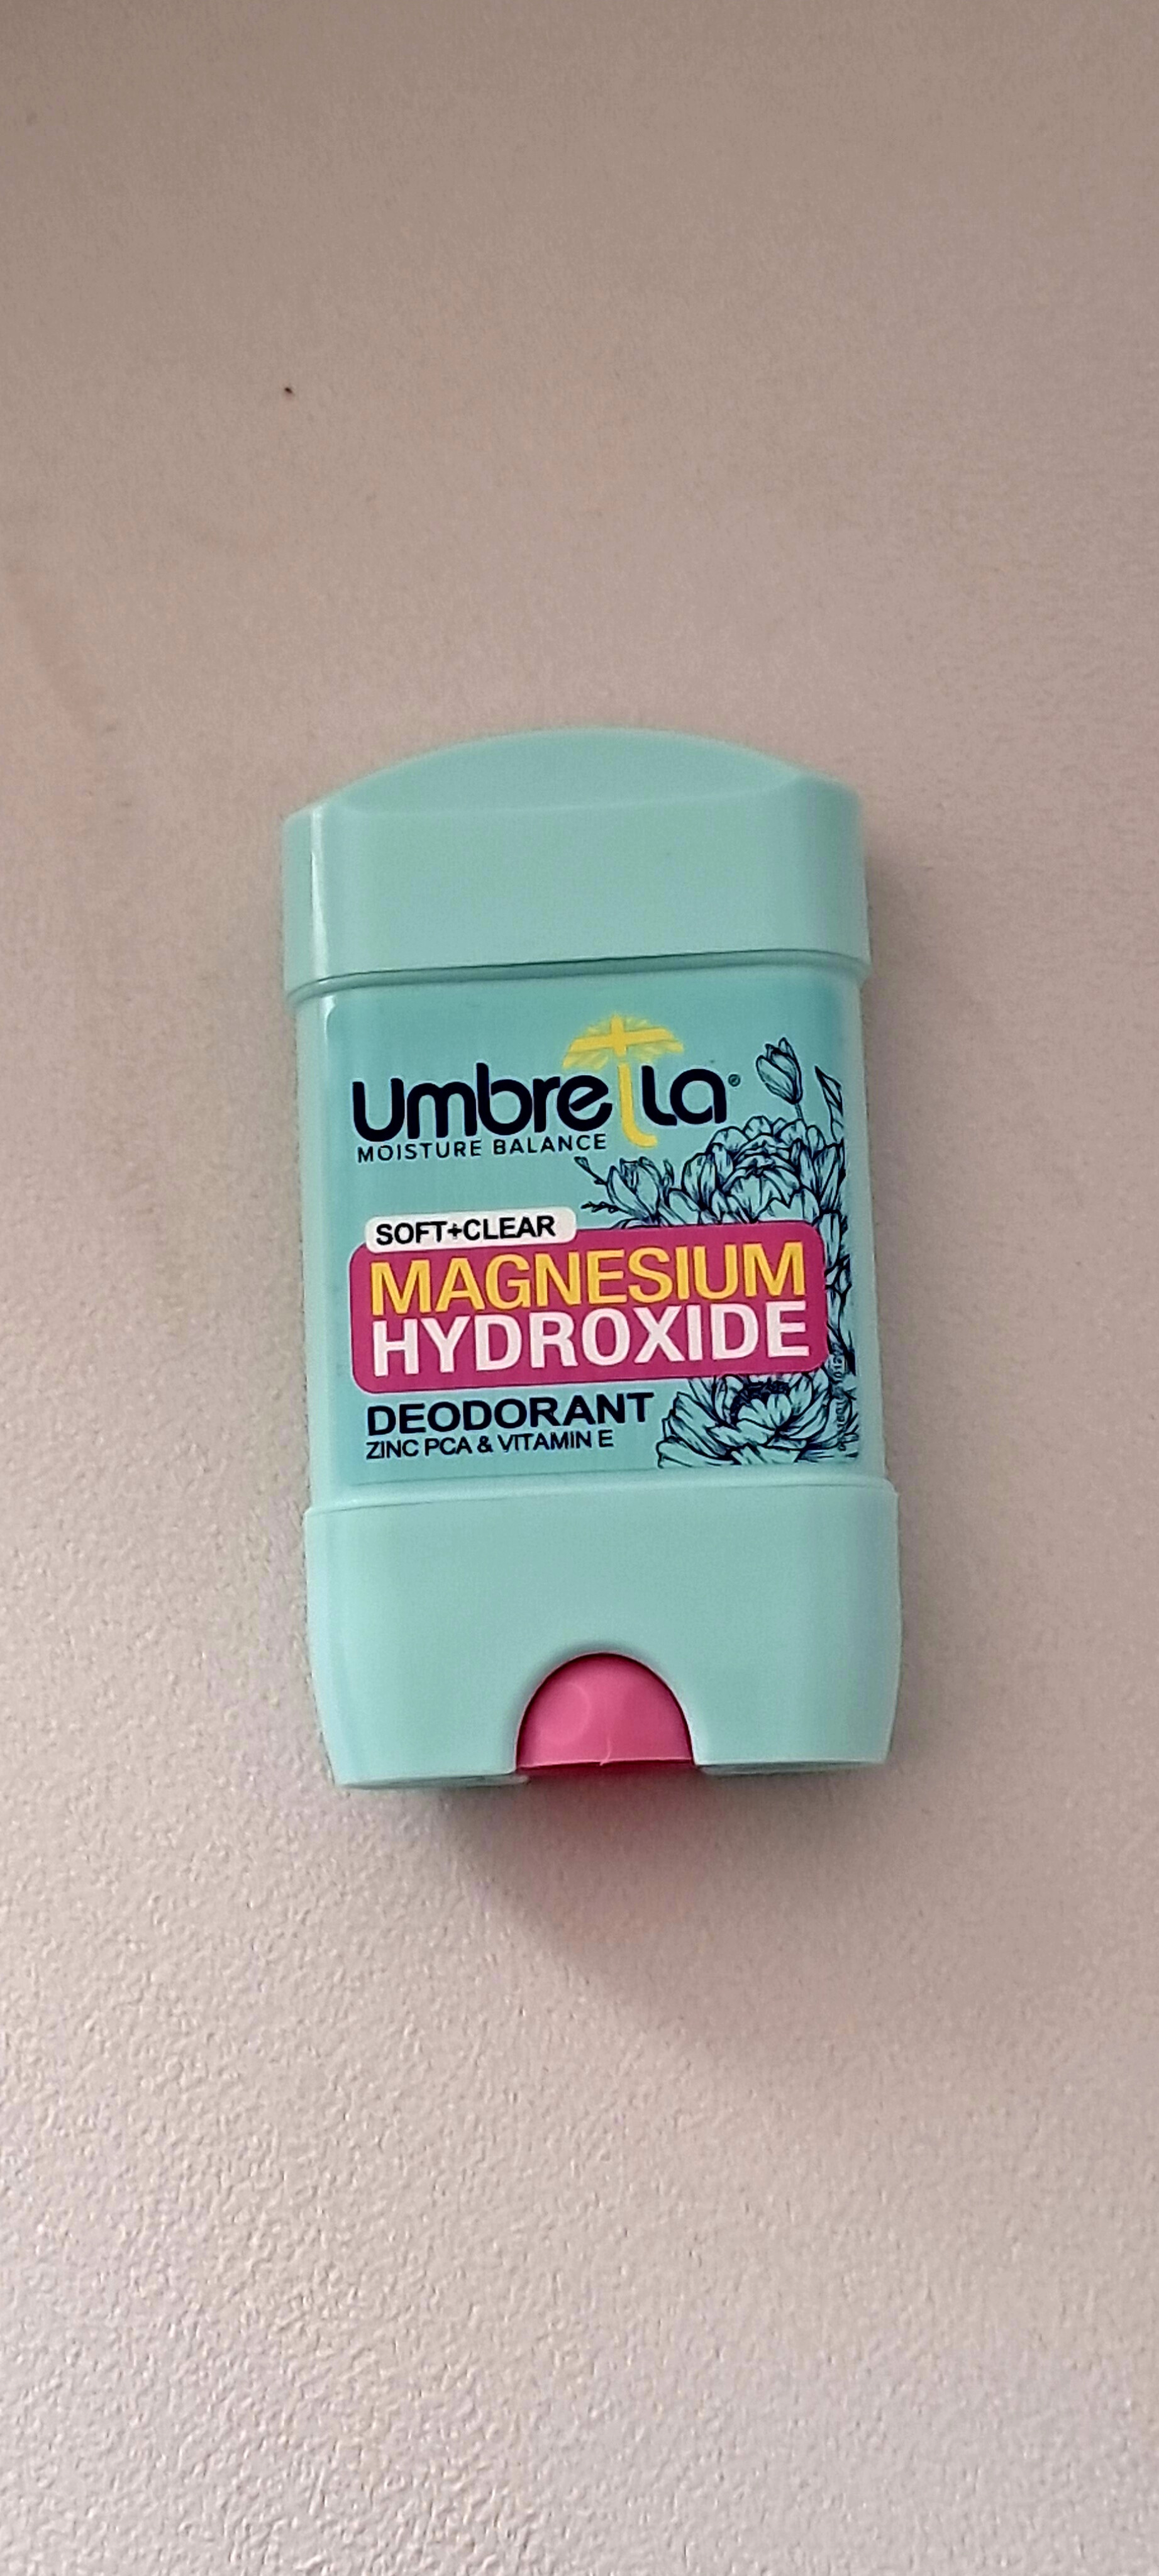 Umbrella®
MOISTURE BALANCE
SOFT+CLEAR
MAGNESIUM
HYDROXIDE
DEODORANT
ZINC PCA & VITAMIN E